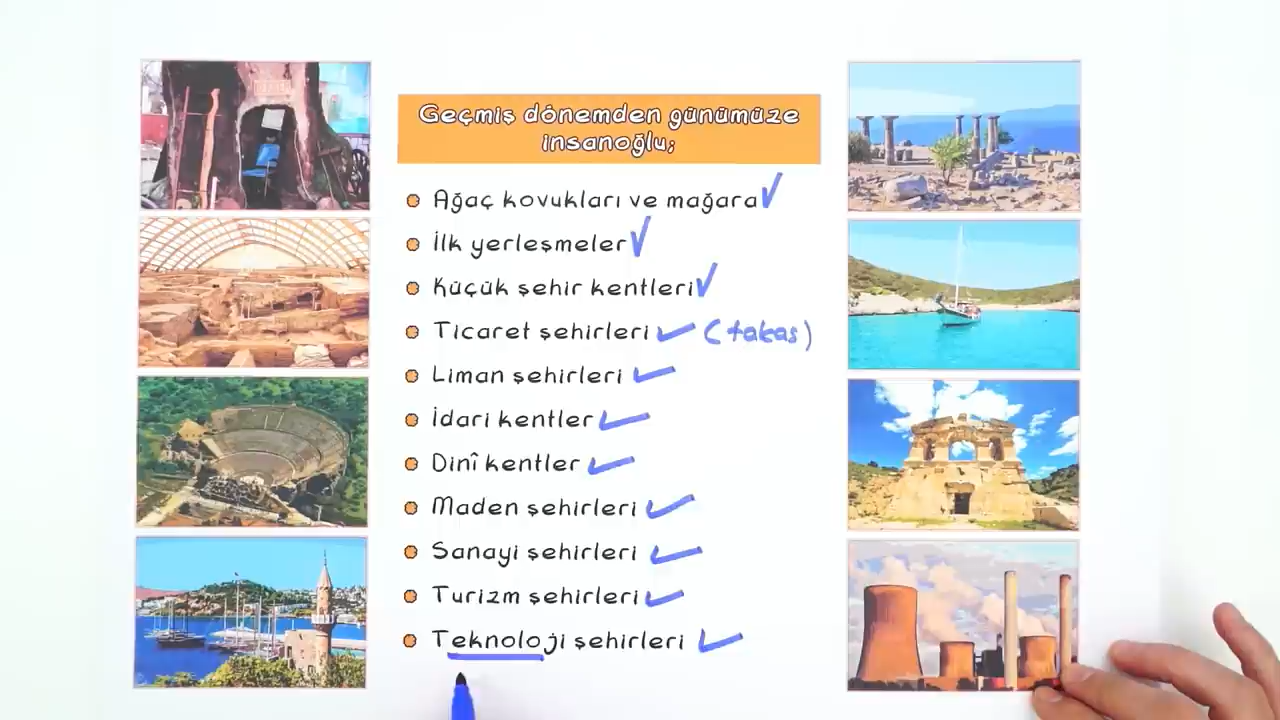 Geçmiş dönemden günümüze
insanoğlu;
Ağaç kovukları ve mağara
İlk yerleşmeler
Küçük şehir kentleri
Ticaret şehirleri (takas)
Liman şehirleri
İdari kentler
Dinî kentler
Maden şehirleri
Sanayi şehirleri
Turizm şehirleri
Teknoloji şehirleri